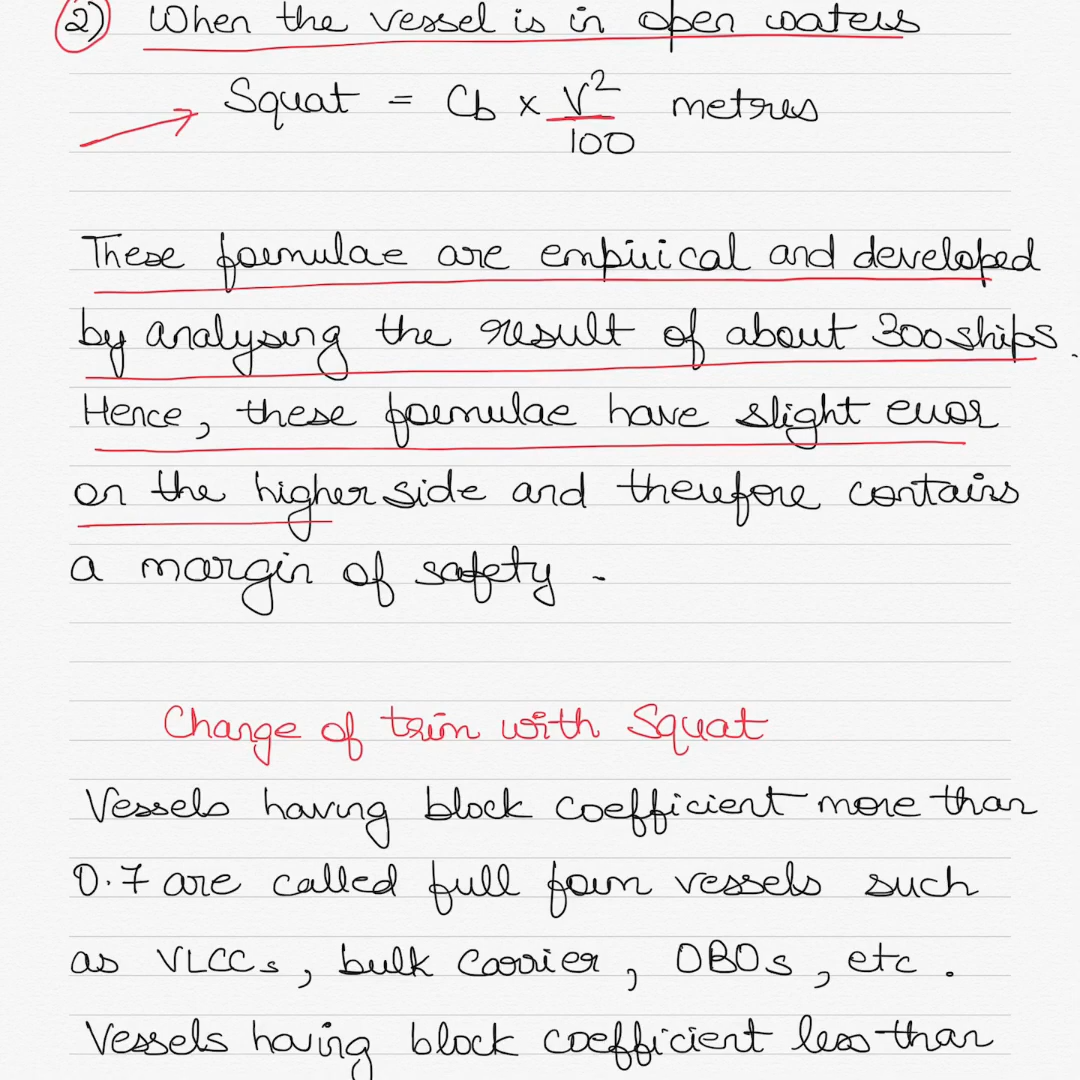 2) When the vessel is in open waters
Squat = Cb x V²/100 metres
These formulae are empirical and developed
by analysing the result of about 300 ships.
Hence, these formulae have slight error
on the higher side and therefore contains
a margin of safety.
Change of trim with Squat
Vessels having block coefficient more than
0.7 are called full form vessels such
as VLCCs, bulk carrier, OBOs, etc.
Vessels having block coefficient less than